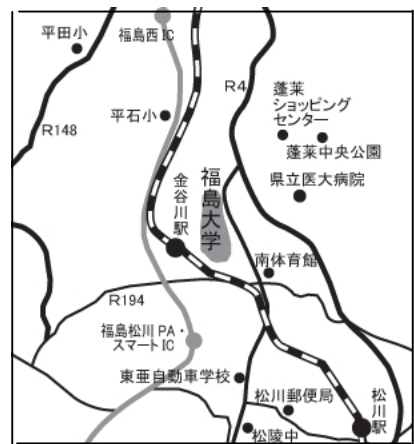 平田小
福島西IC
R4
蓬莱
ショッピング
センター
平石小
R148
蓬莱中央公園
県立医大病院
金谷川駅
福島大学
南体育館
R194
福島松川PA・
スマートIC
東亜自動車学校
松川郵便局
松川駅
松陵中